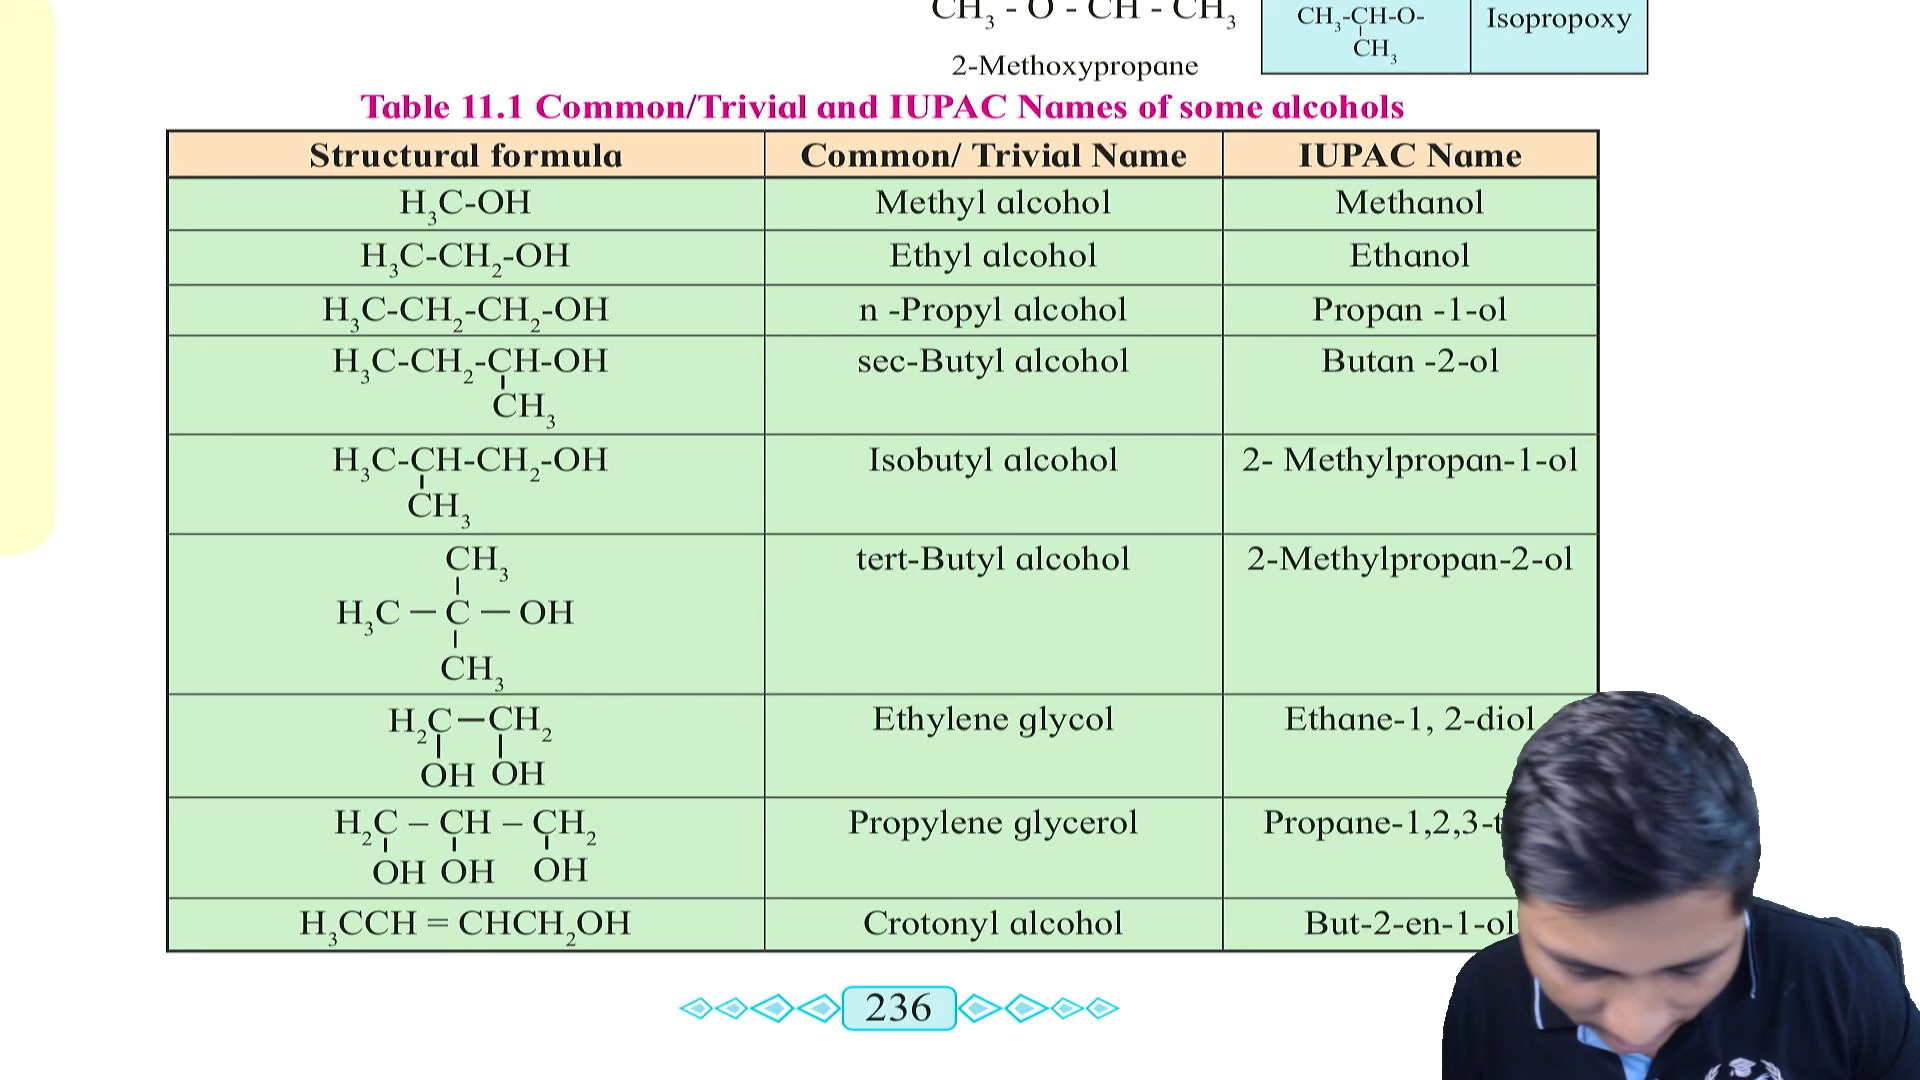 CH3 - O - CH - CH3
2-Methoxypropane
CH3-CH-O-
CH3
Isopropoxy
Table 11.1 Common/Trivial and IUPAC Names of some alcohols
Structural formula Common/ Trivial Name IUPAC Name
H3C-OH Methyl alcohol Methanol
H3C-CH2-OH Ethyl alcohol Ethanol
H3C-CH2-CH2-OH n -Propyl alcohol Propan -1-ol
H3C-CH2-CH-OH sec-Butyl alcohol Butan -2-ol
CH3
H3C-CH-CH2-OH Isobutyl alcohol 2- Methylpropan-1-ol
CH3
CH3 tert-Butyl alcohol 2-Methylpropan-2-ol
H3C — C — OH
CH3
H2C—CH2 Ethylene glycol Ethane-1, 2-diol
OH OH
H2C – CH – CH2 Propylene glycerol Propane-1,2,3-t
OH OH OH
H3CCH = CHCH2OH Crotonyl alcohol But-2-en-1-ol
236